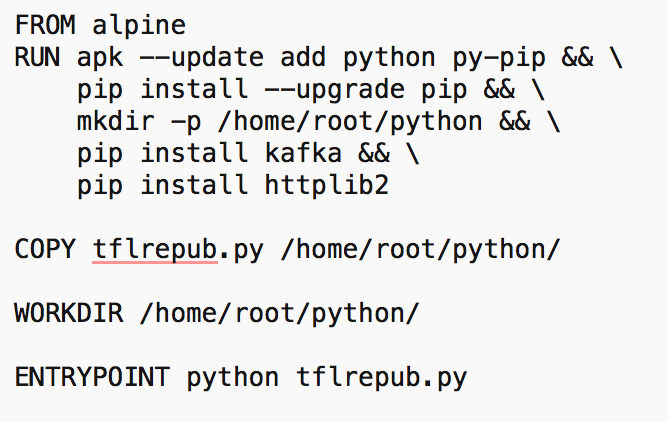 FROM alpine
RUN apk --update add python py-pip && \
    pip install --upgrade pip && \
    mkdir -p /home/root/python && \
    pip install kafka && \
    pip install httplib2

COPY tflrepub.py /home/root/python/

WORKDIR /home/root/python/

ENTRYPOINT python tflrepub.py